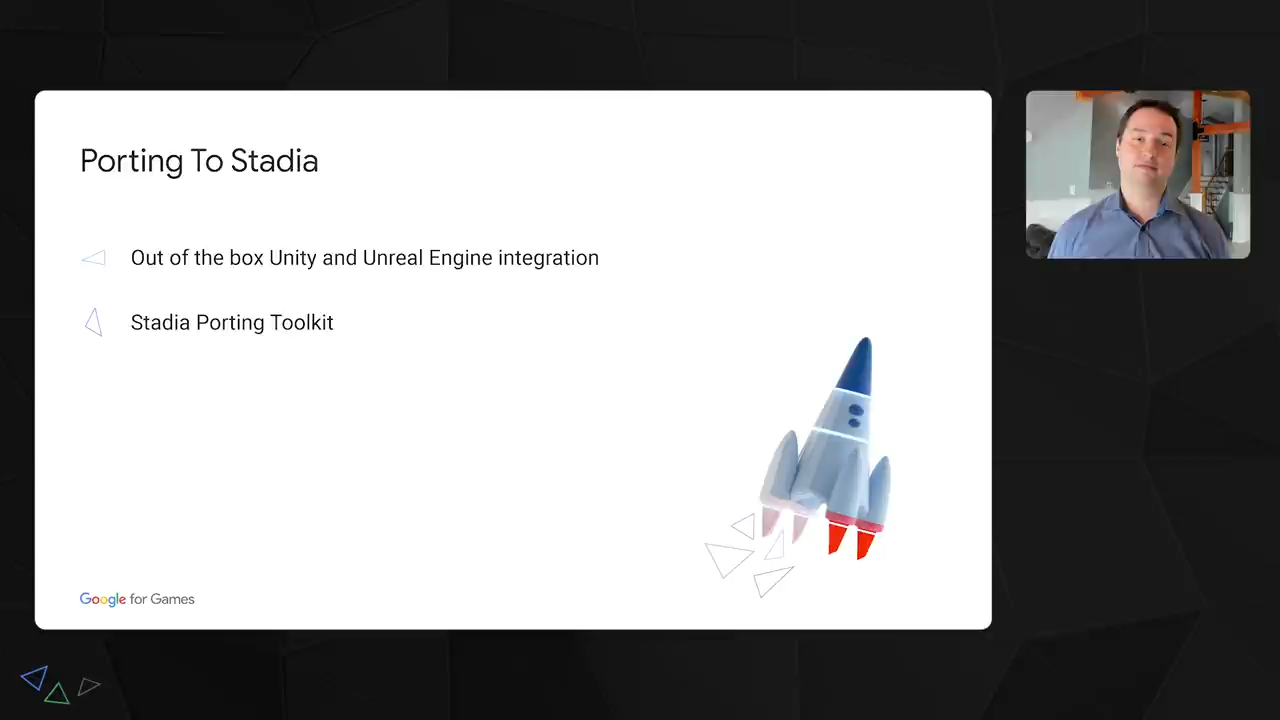 Porting To Stadia
Out of the box Unity and Unreal Engine integration
Stadia Porting Toolkit
Google for Games